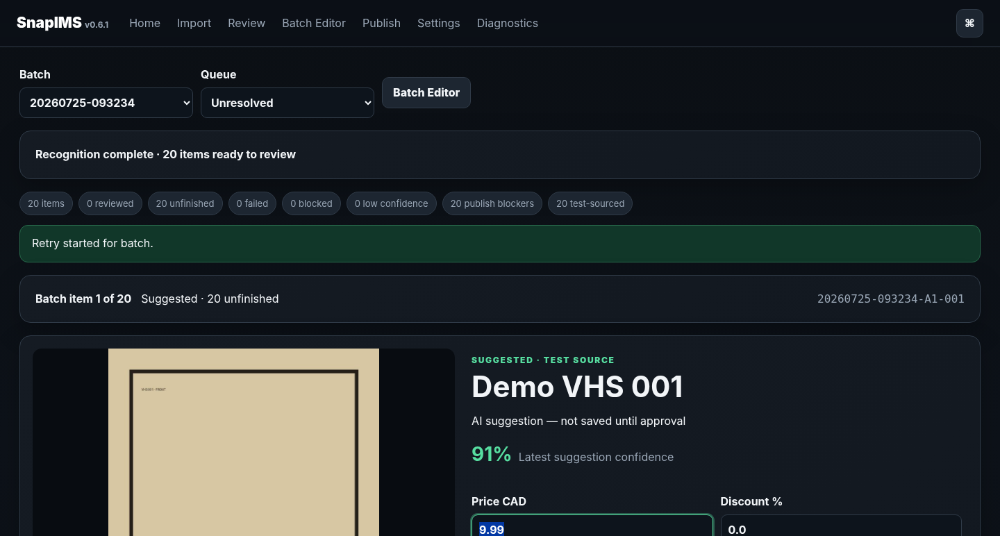 SnapIMS v0.6.1 Home Import Review Batch Editor Publish Settings Diagnostics ⌘
Batch Queue
20260725-093234 Unresolved Batch Editor
Recognition complete · 20 items ready to review
20 items 0 reviewed 20 unfinished 0 failed 0 blocked 0 low confidence 20 publish blockers 20 test-sourced
Retry started for batch.
Batch item 1 of 20 Suggested · 20 unfinished 20260725-093234-A1-001
SUGGESTED · TEST SOURCE
Demo VHS 001
AI suggestion — not saved until approval
91% Latest suggestion confidence
Price CAD Discount %
9.99 0.0
FRONT